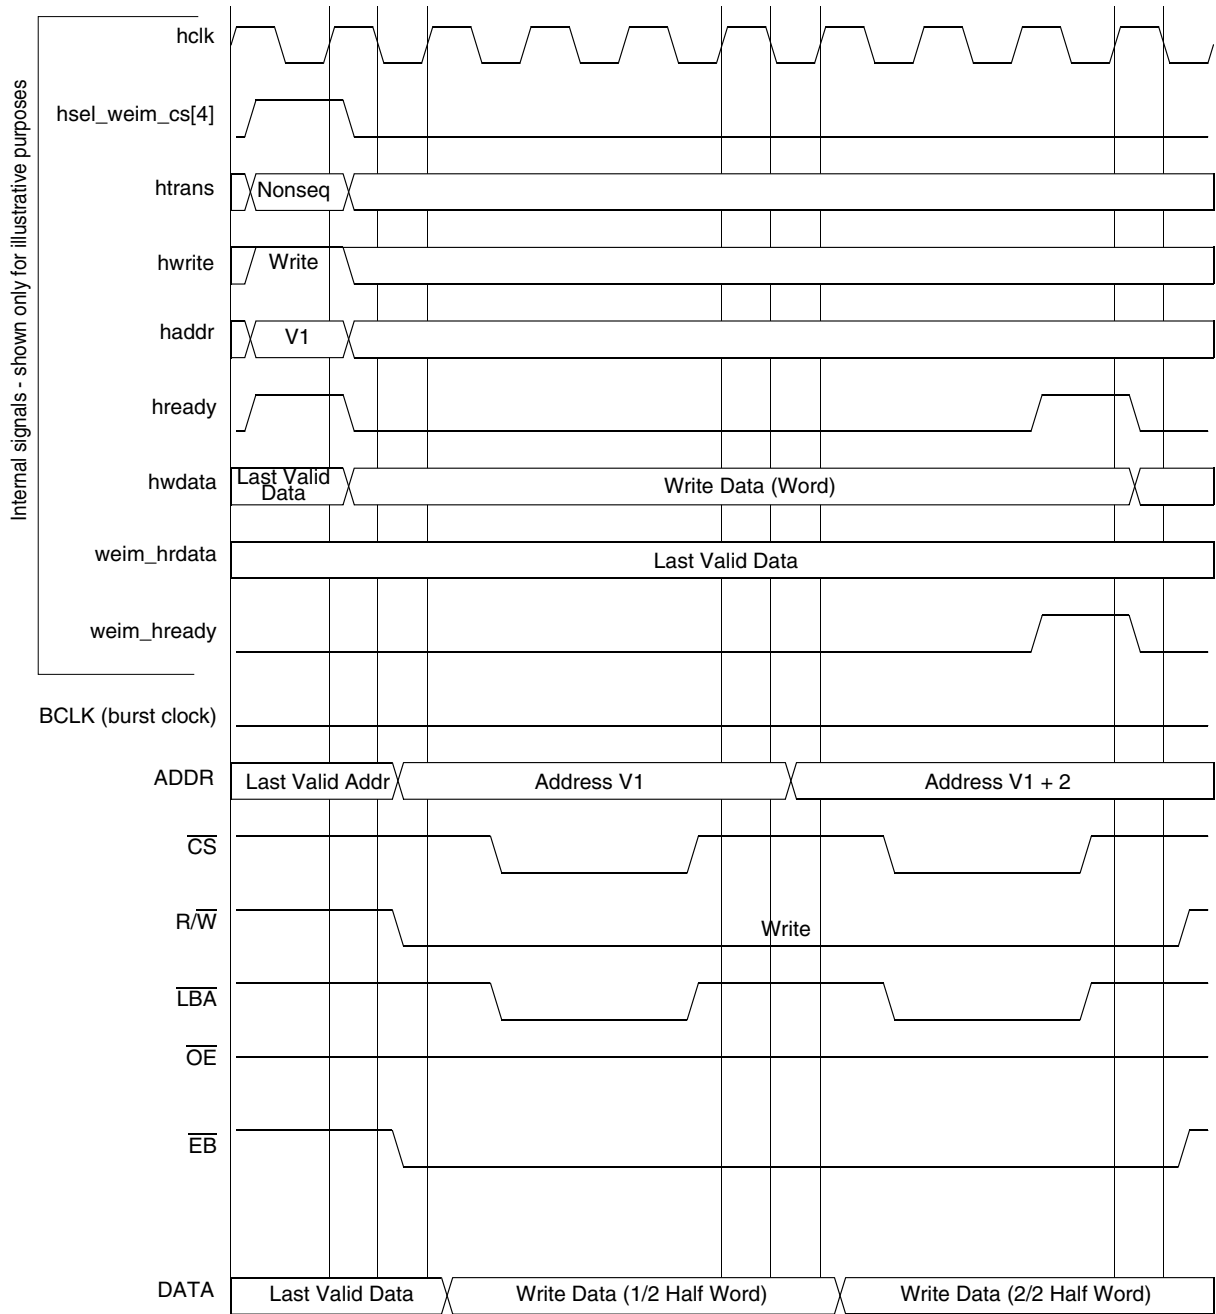 Internal signals - shown only for illustrative purposes
hclk
hsel_weim_cs[4]
htrans Nonseq
hwrite Write
haddr V1
hready
hwdata Last Valid Data Write Data (Word)
weim_hrdata Last Valid Data
weim_hready
BCLK (burst clock)
ADDR Last Valid Addr Address V1 Address V1 + 2
CS
R/W Write
LBA
OE
EB
DATA Last Valid Data Write Data (1/2 Half Word) Write Data (2/2 Half Word)